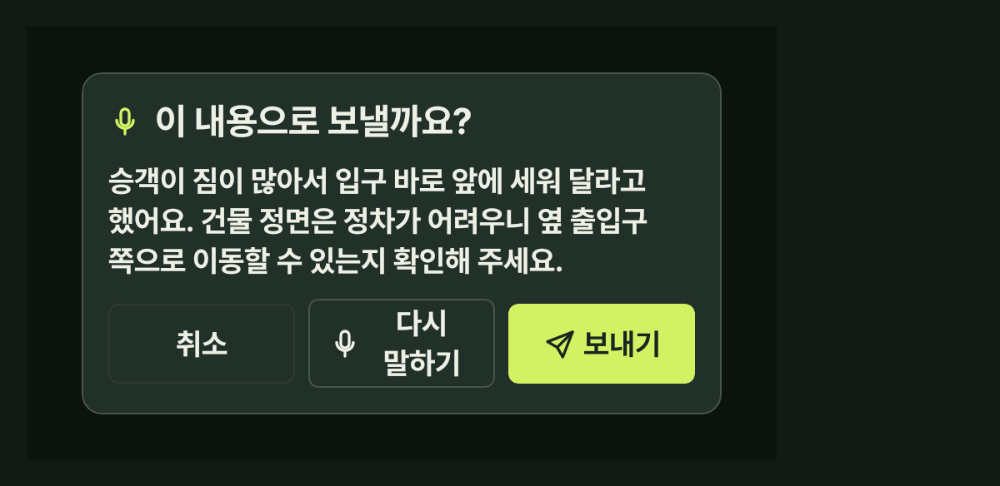 이 내용으로 보낼까요?
승객이 짐이 많아서 입구 바로 앞에 세워 달라고
했어요. 건물 정면은 정차가 어려우니 옆 출입구
쪽으로 이동할 수 있는지 확인해 주세요.
취소
다시
말하기
보내기